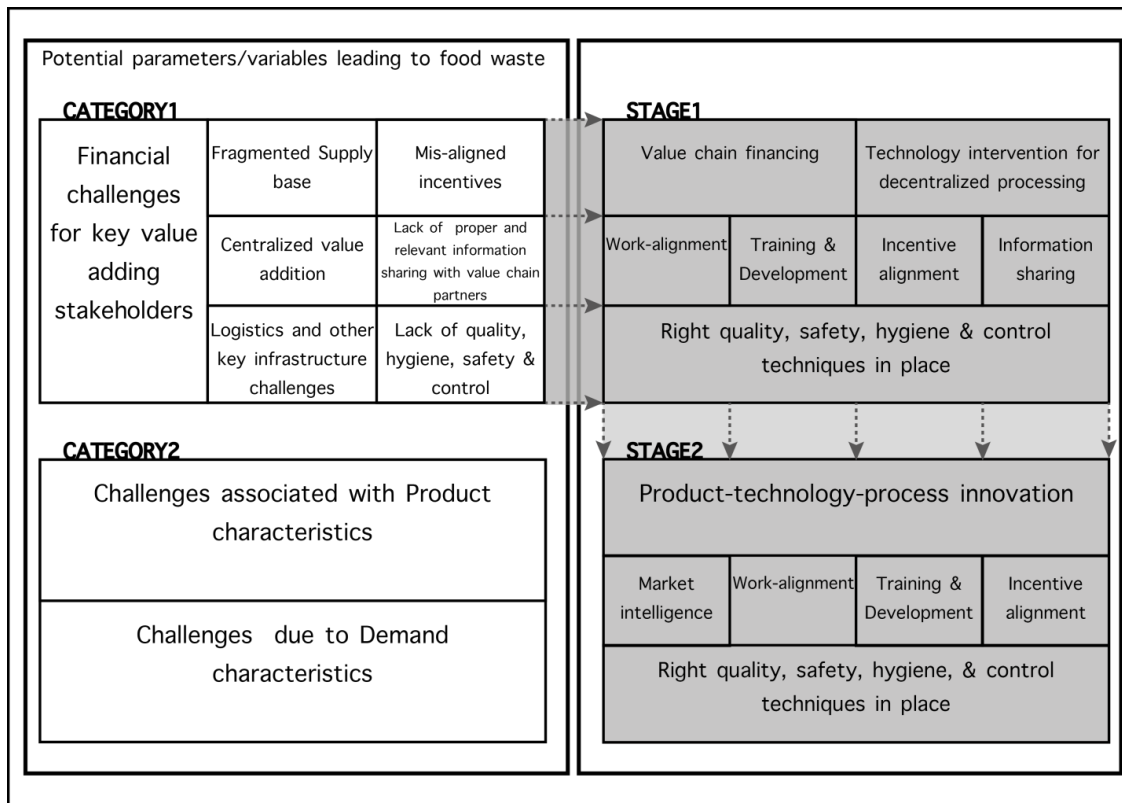 Potential parameters/variables leading to food waste
CATEGORY1
Financial
challenges
for key value
adding
stakeholders
Fragmented Supply
base
Mis-aligned
incentives
Centralized value
addition
Lack of proper and
relevant information
sharing with value chain
partners
Logistics and other
key infrastructure
challenges
Lack of quality,
hygiene, safety &
control
CATEGORY2
Challenges associated with Product
characteristics
Challenges due to Demand
characteristics
STAGE1
Value chain financing
Technology intervention for
decentralized processing
Work-alignment
Training &
Development
Incentive
alignment
Information
sharing
Right quality, safety, hygiene & control
techniques in place
STAGE2
Product-technology-process innovation
Market
intelligence
Work-alignment
Training &
Development
Incentive
alignment
Right quality, safety, hygiene, & control
techniques in place